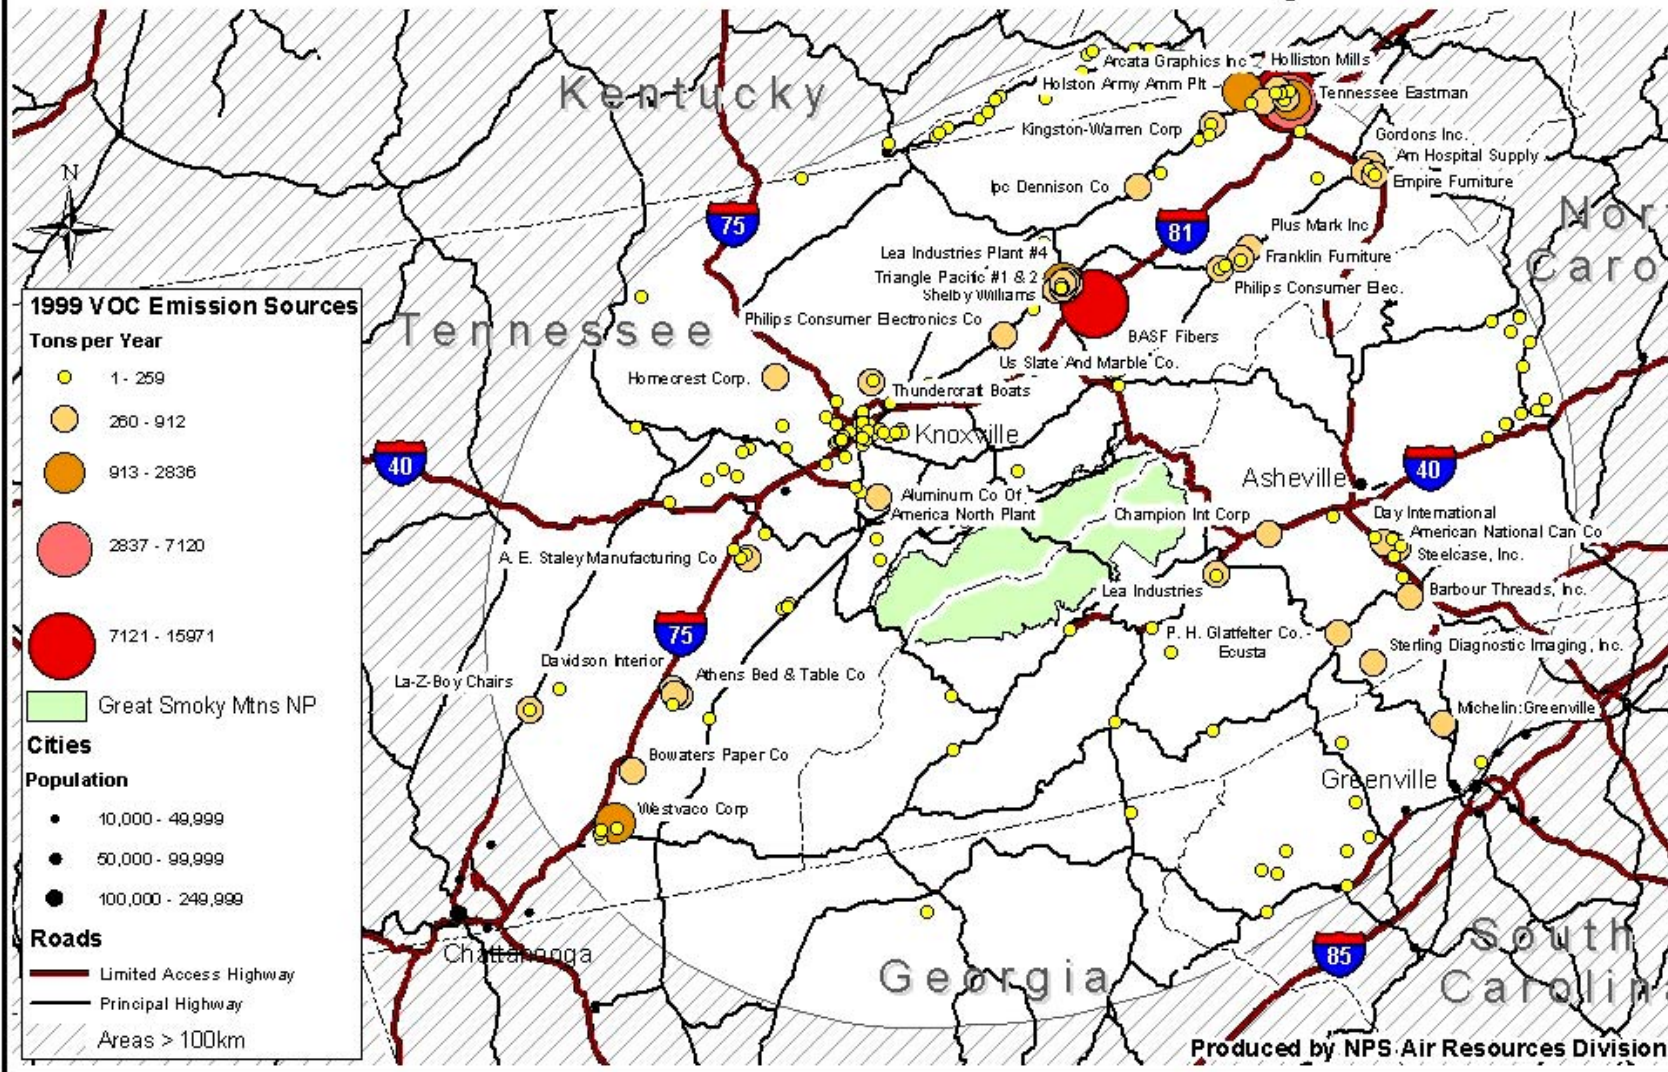 Kentucky
Arcata Graphics Inc
Holliston Mills
Holston Army Amm Plt
Tennessee Eastman
Kingston-Warren Corp
Gordons Inc.
Am Hospital Supply
Ipc Dennison Co
Empire Furniture
N
75
81
Plus Mark Inc
Lea Industries Plant #4
Franklin Furniture
Triangle Pacific #1 & 2
Shelby Williams
Philips Consumer Elec.
Philips Consumer Electronics Co
Tennessee
BASF Fibers
Us Slate And Marble Co.
Homecrest Corp.
Thundercraft Boats
Knoxville
40
Asheville
40
Aluminum Co Of
America North Plant
Champion Int Corp
Day International
American National Can Co
Steelcase, Inc.
A. E. Staley Manufacturing Co
Lea Industries
Barbour Threads, Inc.
75
P. H. Glatfelter Co. -
Ecusta
Sterling Diagnostic Imaging, Inc.
Davidson Interior
Athens Bed & Table Co
La-Z-Boy Chairs
Michelin:Greenville
Bowaters Paper Co
Greenville
Westvaco Corp
Chattanooga
Georgia
85
South
1999 VOC Emission Sources
Tons per Year
1 - 259
260 - 912
913 - 2836
2837 - 7120
7121 - 15971
Great Smoky Mtns NP
Cities
Population
10,000 - 49,999
50,000 - 99,999
100,000 - 249,999
Roads
Limited Access Highway
Principal Highway
Areas > 100km
Produced by NPS Air Resources Division